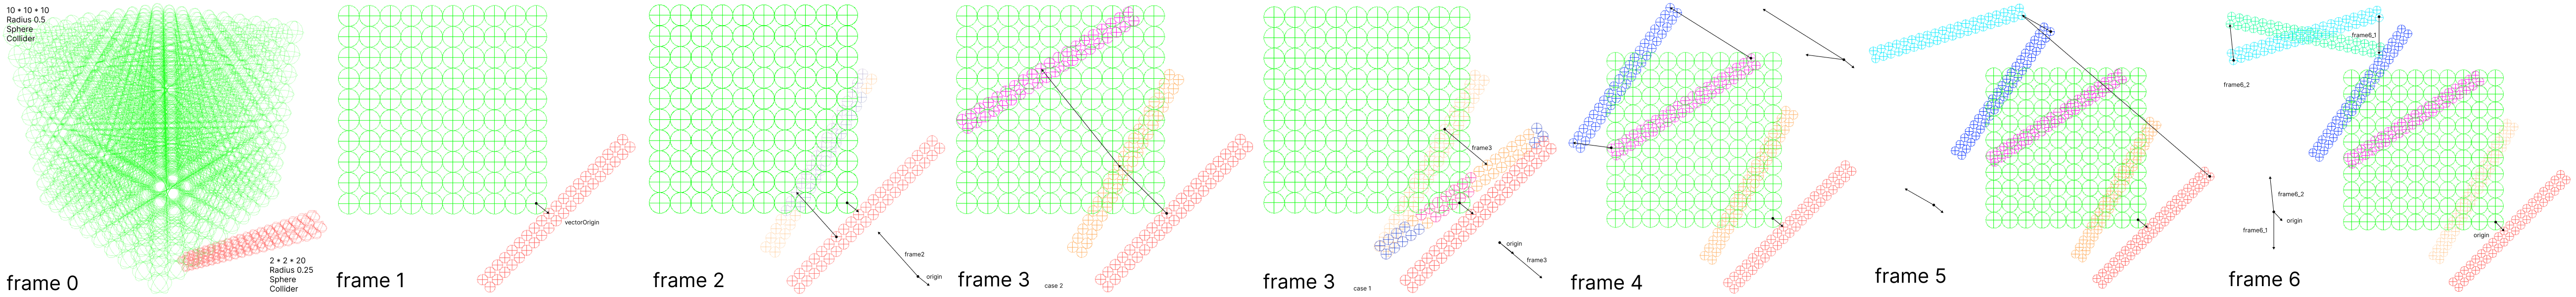 10 * 10 * 10
Radius 0.5
Sphere
Collider
2 * 2 * 20
Radius 0.25
Sphere
Collider
frame 0
vectorOrigin
frame 1
frame2
origin
frame 2
frame 3
case 2
frame3
origin
frame3
frame 3
case 1
frame 4
frame 5
frame6_1
frame6_2
frame6_2
origin
frame6_1
origin
frame 6